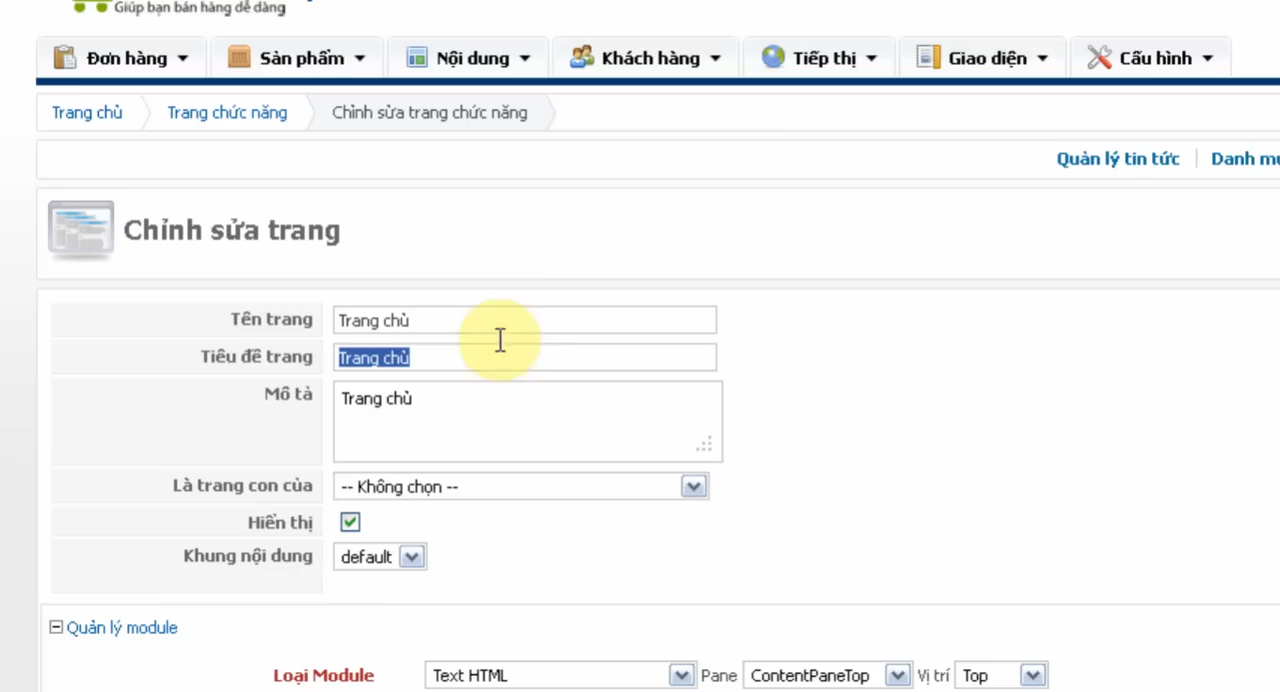 Giúp bạn bán hàng dễ dàng
Đơn hàng Sản phẩm Nội dung Khách hàng Tiếp thị Giao diện Cấu hình
Trang chủ Trang chức năng Chỉnh sửa trang chức năng
Quản lý tin tức Danh mụ
Chỉnh sửa trang
Tên trang Trang chủ
Tiêu đề trang Trang chủ
Mô tả Trang chủ
Là trang con của -- Không chọn --
Hiển thị
Khung nội dung default
Quản lý module
Loại Module Text HTML Pane ContentPaneTop Vị trí Top